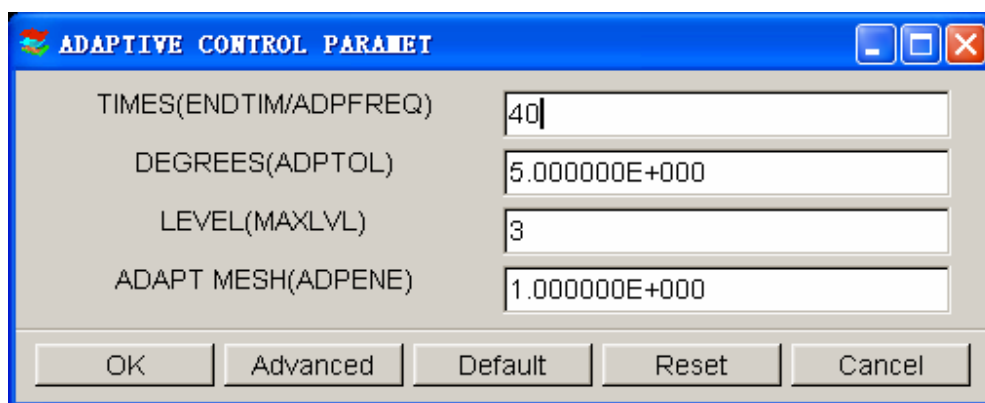 ADAPTIVE CONTROL PARAMET
TIMES(ENDTIM/ADPFREQ) 40
DEGREES(ADPTOL) 5.000000E+000
LEVEL(MAXLVL) 3
ADAPT MESH(ADPENE) 1.000000E+000
OK Advanced Default Reset Cancel